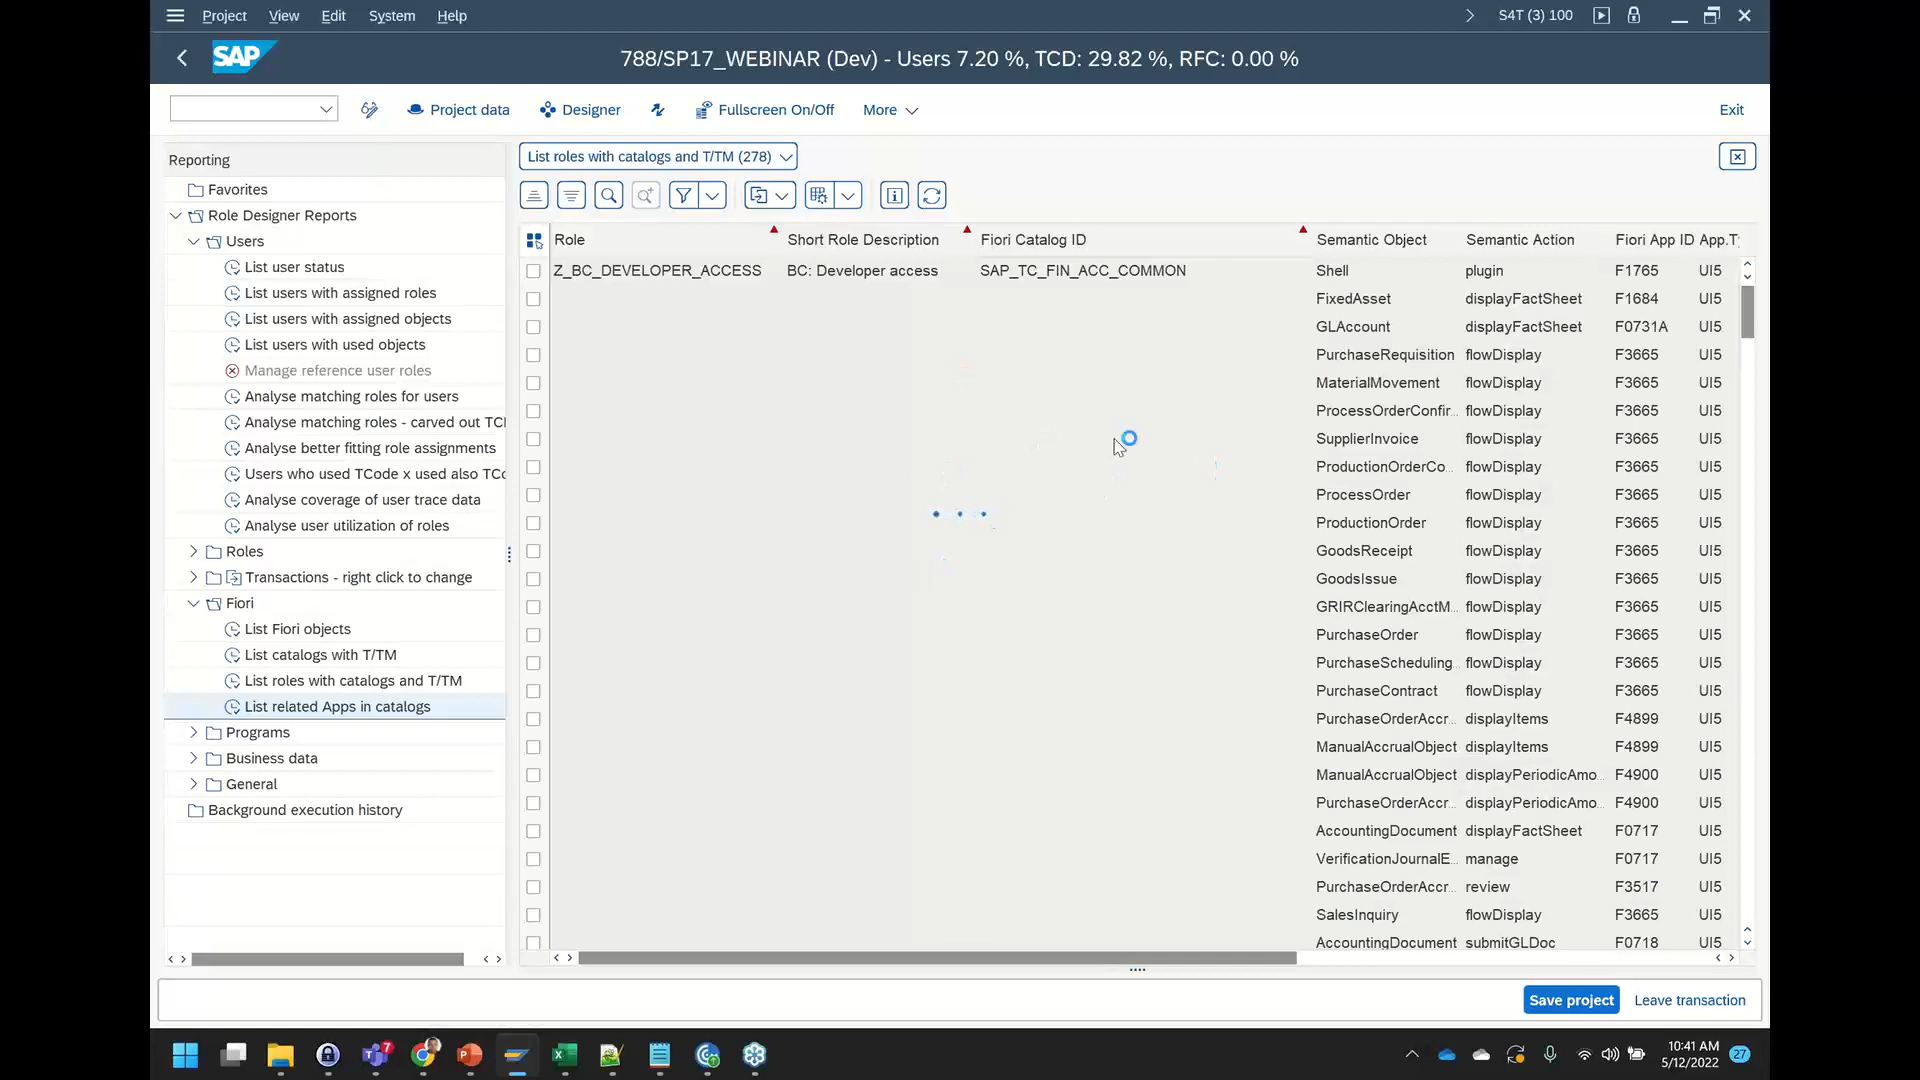 Project View Edit System Help S4T (3) 100
SAP 788/SP17_WEBINAR (Dev) - Users 7.20 %, TCD: 29.82 %, RFC: 0.00 %
Project data Designer Fullscreen On/Off More Exit
Reporting
Favorites
Role Designer Reports
Users
List user status
List users with assigned roles
List users with assigned objects
List users with used objects
Manage reference user roles
Analyse matching roles for users
Analyse matching roles - carved out TCI
Analyse better fitting role assignments
Users who used TCode x used also TCo
Analyse coverage of user trace data
Analyse user utilization of roles
Roles
Transactions - right click to change
Fiori
List Fiori objects
List catalogs with T/TM
List roles with catalogs and T/TM
List related Apps in catalogs
Programs
Business data
General
Background execution history
List roles with catalogs and T/TM (278)
Role Short Role Description Fiori Catalog ID Semantic Object Semantic Action Fiori App ID App.T
Z_BC_DEVELOPER_ACCESS BC: Developer access SAP_TC_FIN_ACC_COMMON Shell plugin F1765 UI5
FixedAsset displayFactSheet F1684 UI5
GLAccount displayFactSheet F0731A UI5
PurchaseRequisition flowDisplay F3665 UI5
MaterialMovement flowDisplay F3665 UI5
ProcessOrderConfir... flowDisplay F3665 UI5
SupplierInvoice flowDisplay F3665 UI5
ProductionOrderCo... flowDisplay F3665 UI5
ProcessOrder flowDisplay F3665 UI5
ProductionOrder flowDisplay F3665 UI5
GoodsReceipt flowDisplay F3665 UI5
GoodsIssue flowDisplay F3665 UI5
GRIRClearingAcctM... flowDisplay F3665 UI5
PurchaseOrder flowDisplay F3665 UI5
PurchaseScheduling... flowDisplay F3665 UI5
PurchaseContract flowDisplay F3665 UI5
PurchaseOrderAccr... displayItems F4899 UI5
ManualAccrualObject displayItems F4899 UI5
ManualAccrualObject displayPeriodicAmo... F4900 UI5
PurchaseOrderAccr... displayPeriodicAmo... F4900 UI5
AccountingDocument displayFactSheet F0717 UI5
VerificationJournalE... manage F0717 UI5
PurchaseOrderAccr... review F3517 UI5
SalesInquiry flowDisplay F3665 UI5
AccountingDocument submitGLDoc F0718 UI5
Save project Leave transaction
7
10:41 AM
5/12/2022
27